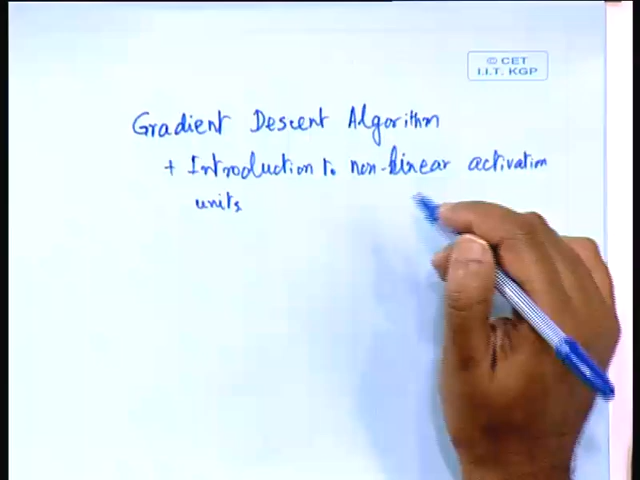 © CET
I.I.T. KGP
Gradient Descent Algorithm
+ Introduction to non-linear activation
units